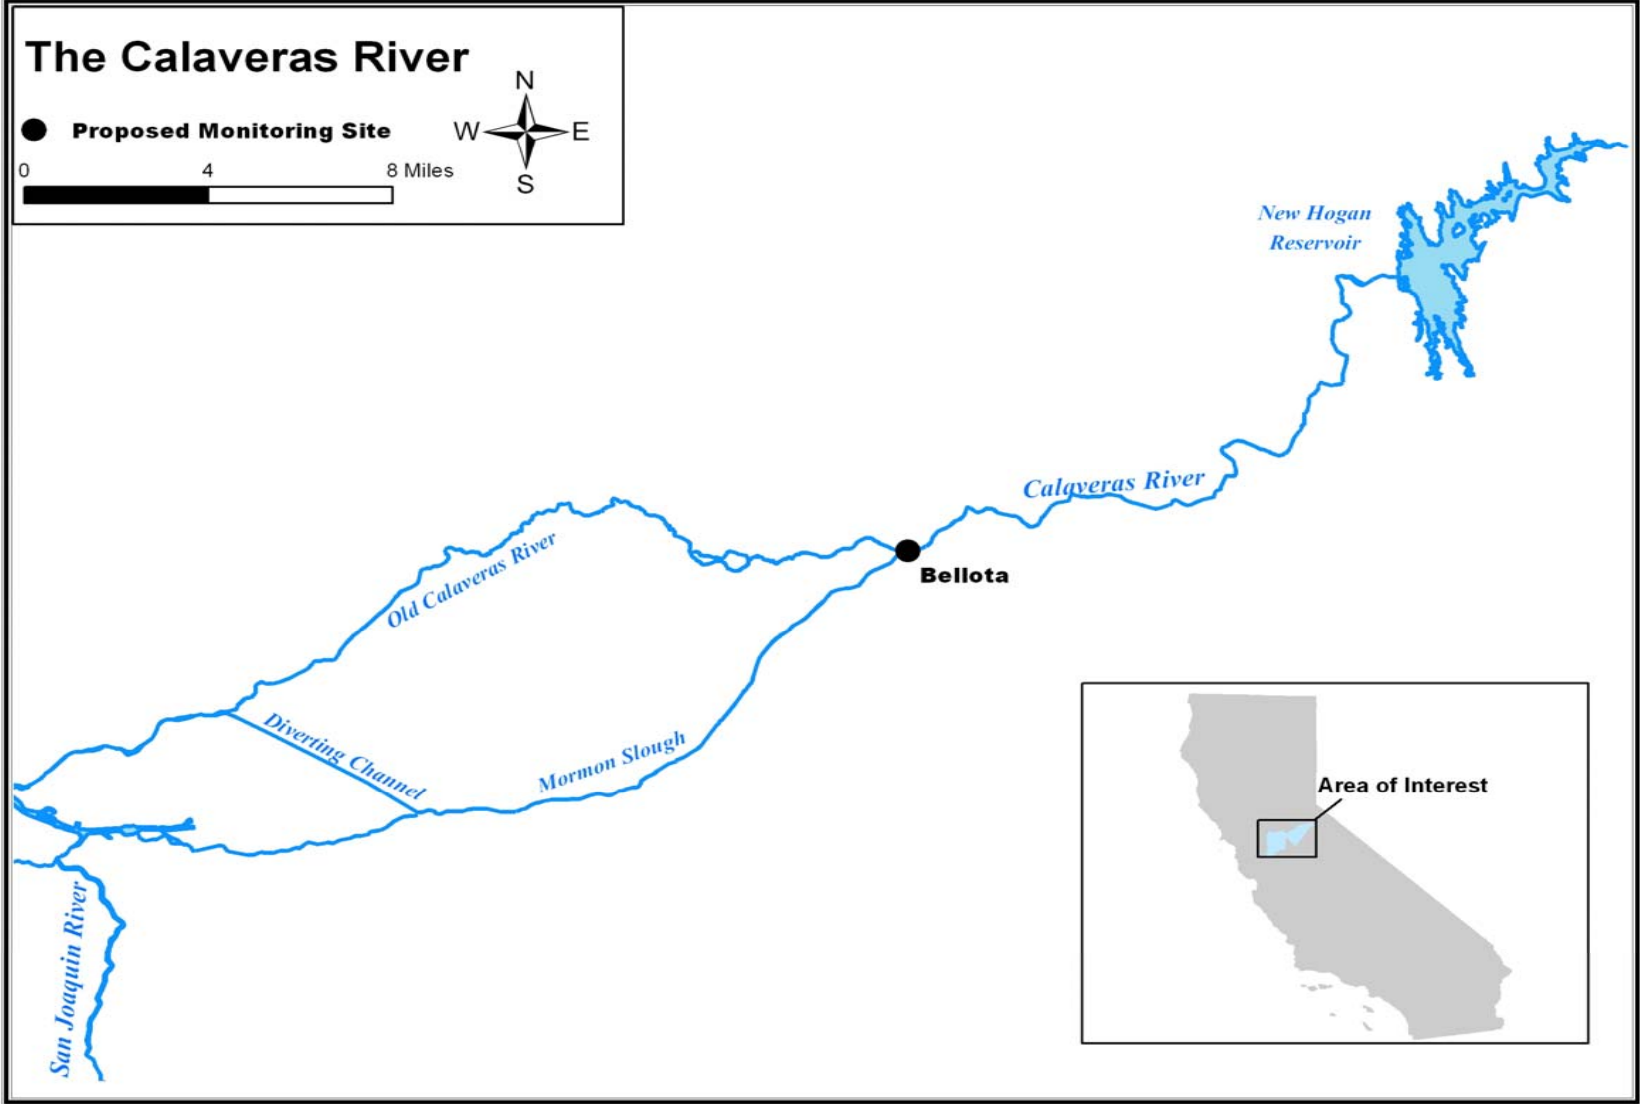 The Calaveras River
N
Proposed Monitoring Site
W E
0 4 8 Miles
S
New Hogan
Reservoir
Calaveras River
Old Calaveras River
Bellota
Diverting Channel
Mormon Slough
Area of Interest
San Joaquin River